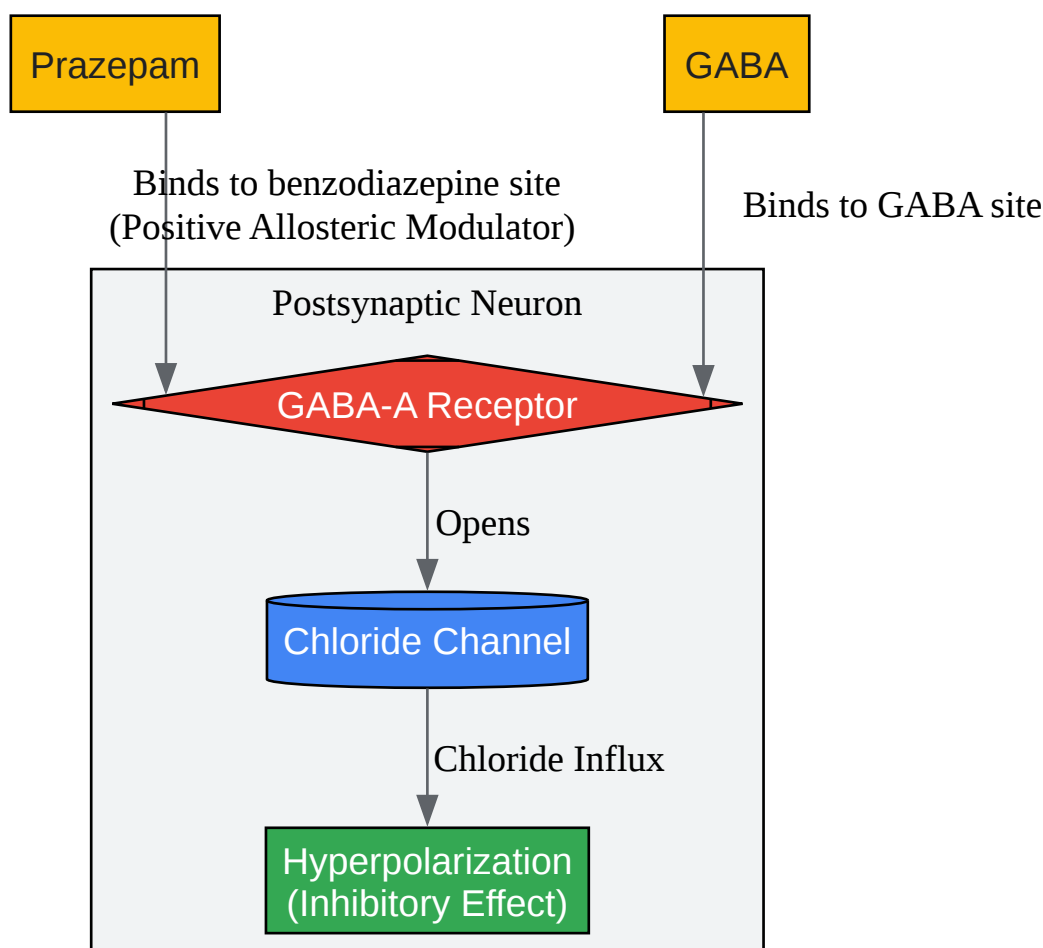 Prazepam
GABA
Binds to benzodiazepine site
(Positive Allosteric Modulator)
Binds to GABA site
Postsynaptic Neuron
GABA-A Receptor
Opens
Chloride Channel
Chloride Influx
Hyperpolarization
(Inhibitory Effect)